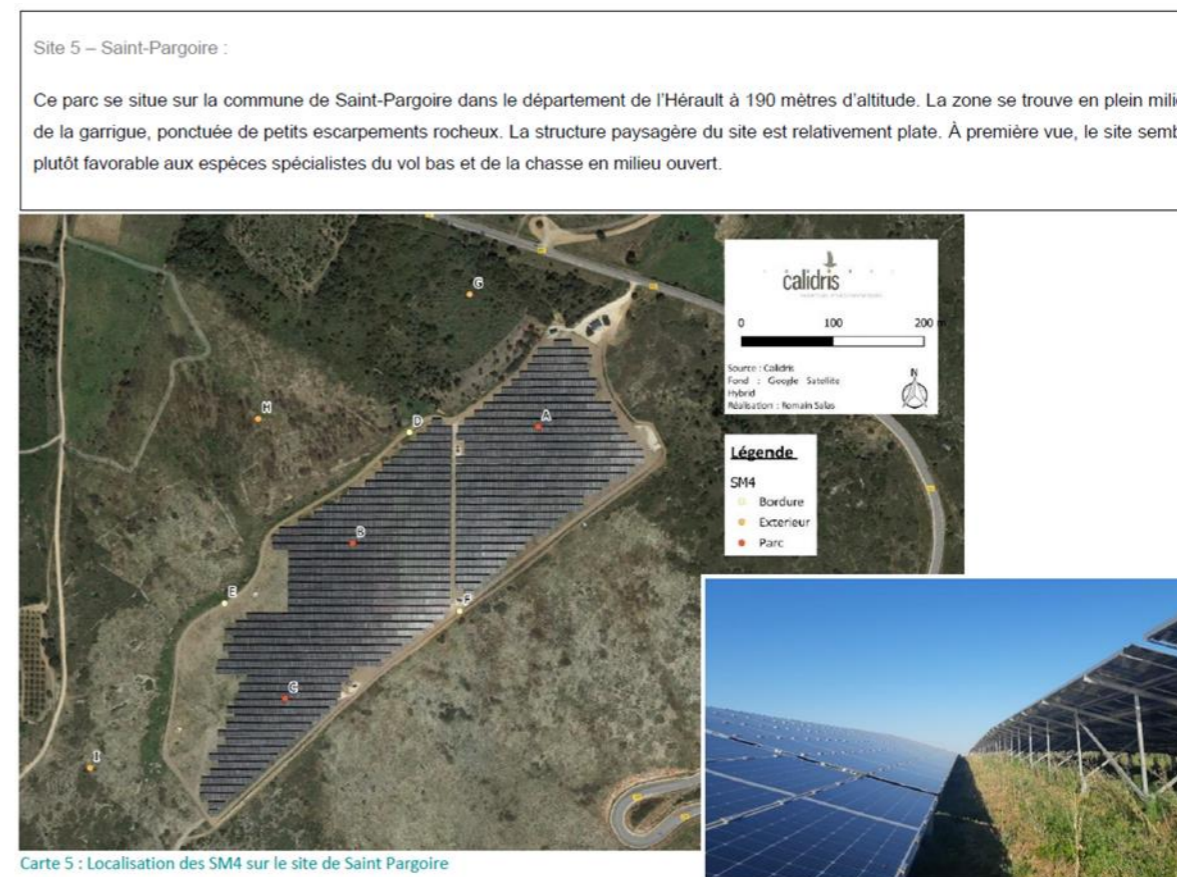 Site 5 – Saint-Pargoire :
Ce parc se situe sur la commune de Saint-Pargoire dans le département de l'Hérault à 190 mètres d'altitude. La zone se trouve en plein
de la garrigue, ponctuée de petits escarpements rocheux. La structure paysagère du site est relativement plate. À première vue, le site
plutôt favorable aux espèces spécialistes du vol bas et de la chasse en milieu ouvert.
calidris
0 100 200 m
Source : Calidris
Fond : Google Satellite
Hybrid
Réalisation : Romain Salas
N
Légende
SM4
Bordure
Exterieur
Parc
G
H
D
A
B
E
F
C
I
Carte 5 : Localisation des SM4 sur le site de Saint Pargoire